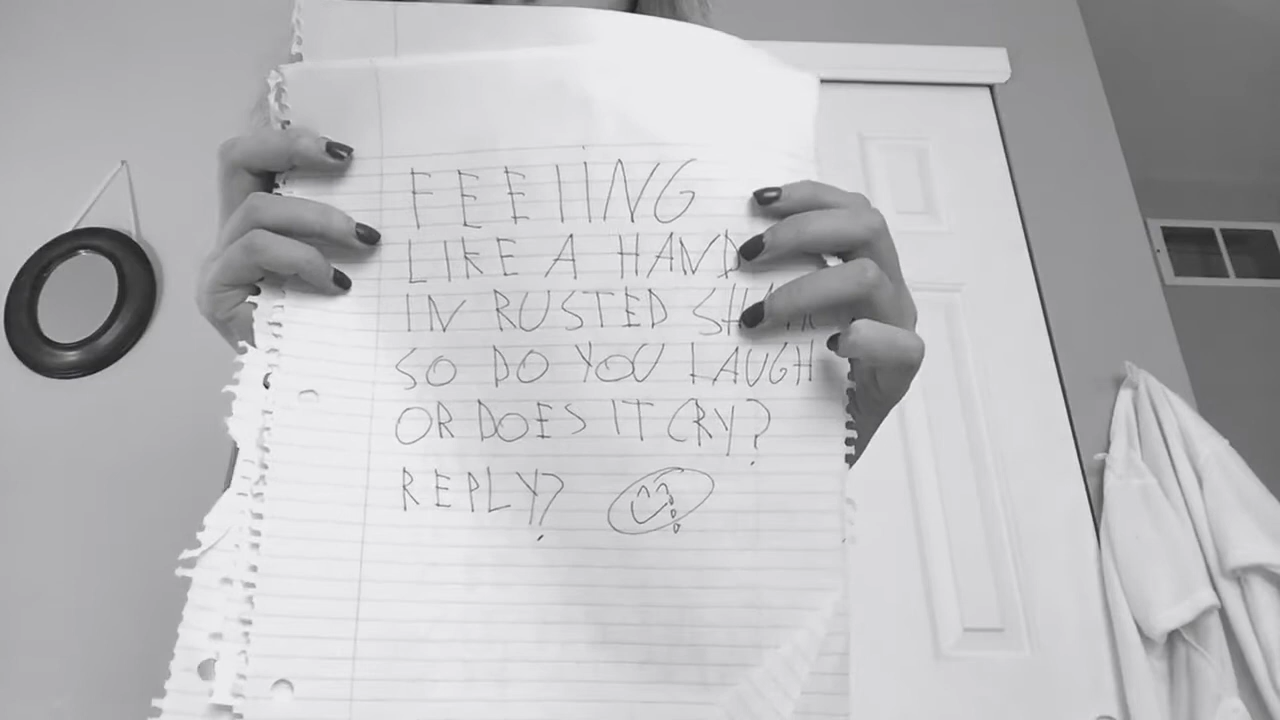 FEELING
LIKE A HAND
IN RUSTED
SO DO YOU LAUGH
OR DOES IT CRY?
REPLY?